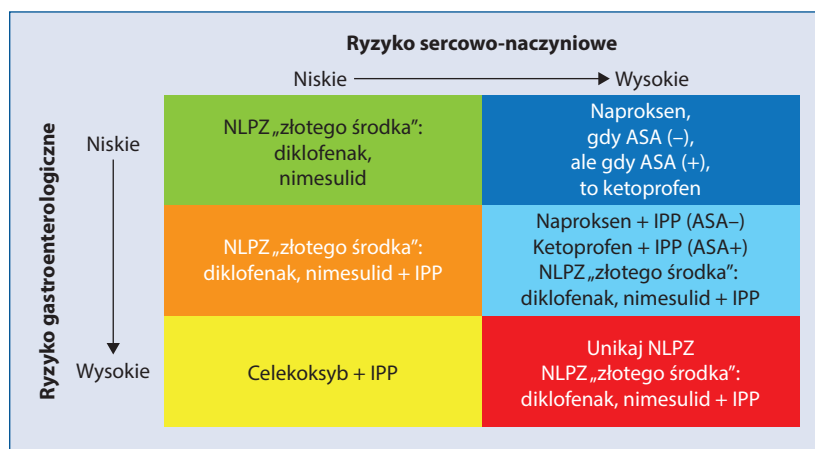 Ryzyko sercowo-naczyniowe
Niskie
Wysokie
Ryzyko gastroenterologiczne
Niskie
NLPZ „złotego środka”:
diklofenak,
nimesulid
Naproksen,
gdy ASA (–),
ale gdy ASA (+),
to ketoprofen
NLPZ „złotego środka”:
diklofenak, nimesulid + IPP
Naproksen + IPP (ASA–)
Ketoprofen + IPP (ASA+)
NLPZ „złotego środka”:
diklofenak, nimesulid + IPP
Wysokie
Celekoksyb + IPP
Unikaj NLPZ
NLPZ „złotego środka”:
diklofenak, nimesulid + IPP